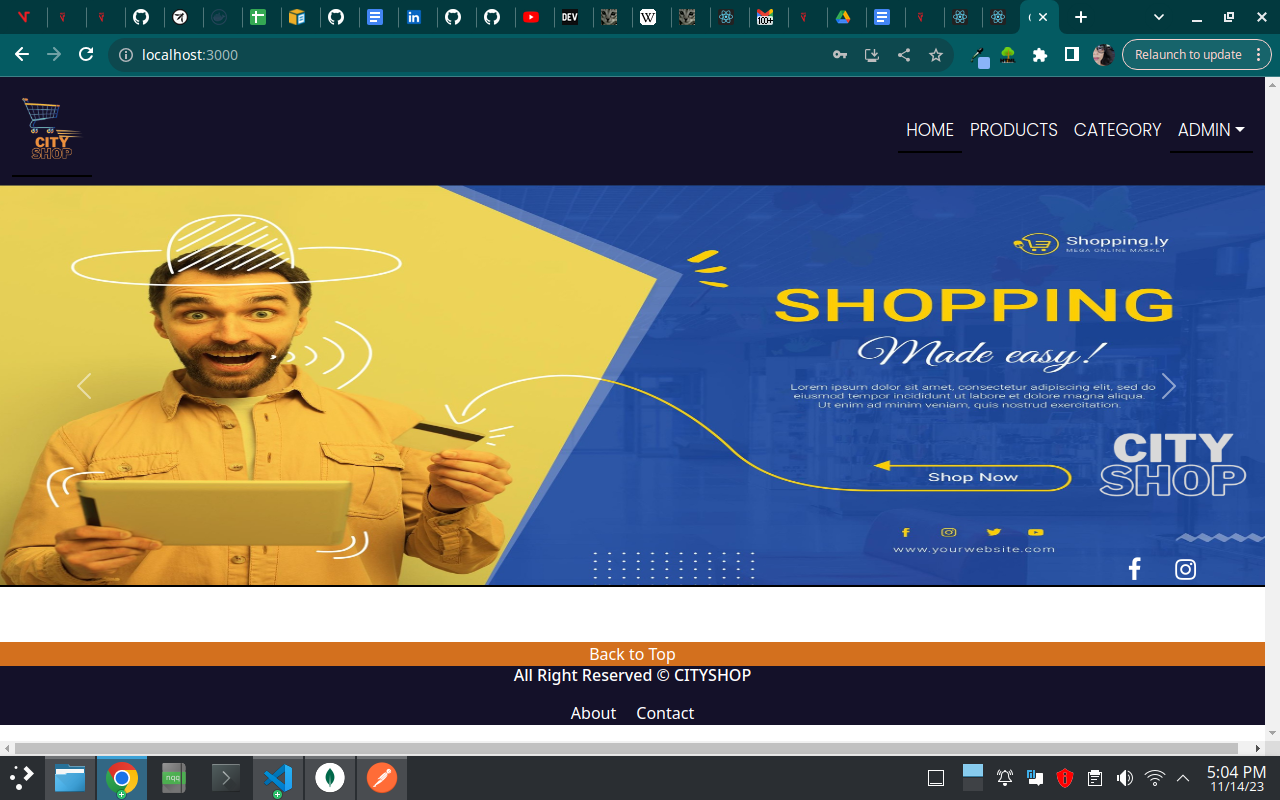 DEV
100+
localhost:3000
Relaunch to update
CITY
SHOP
HOME PRODUCTS CATEGORY ADMIN
Shopping.ly
MEGA ONLINE MARKET
SHOPPING
Made easy!
Lorem ipsum dolor sit amet, consectetur adipiscing elit, sed do
eiusmod tempor incididunt ut labore et dolore magna aliqua.
Ut enim ad minim veniam, quis nostrud exercitation.
CITY
SHOP
Shop Now
www.yourwebsite.com
Back to Top
All Right Reserved © CITYSHOP
About Contact
nqq
5:04 PM
11/14/23